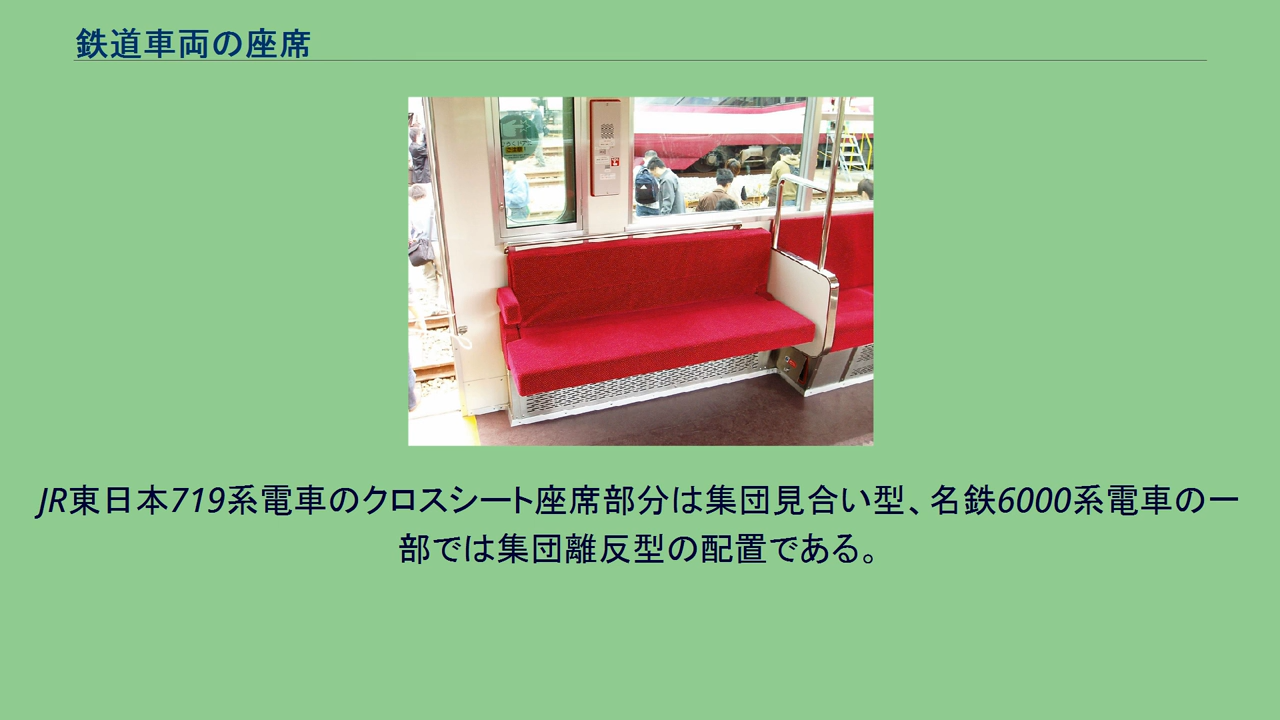 鉄道車両の座席
JR東日本719系電車のクロスシート座席部分は集団見合い型、名鉄6000系電車の一
部では集団離反型の配置である。